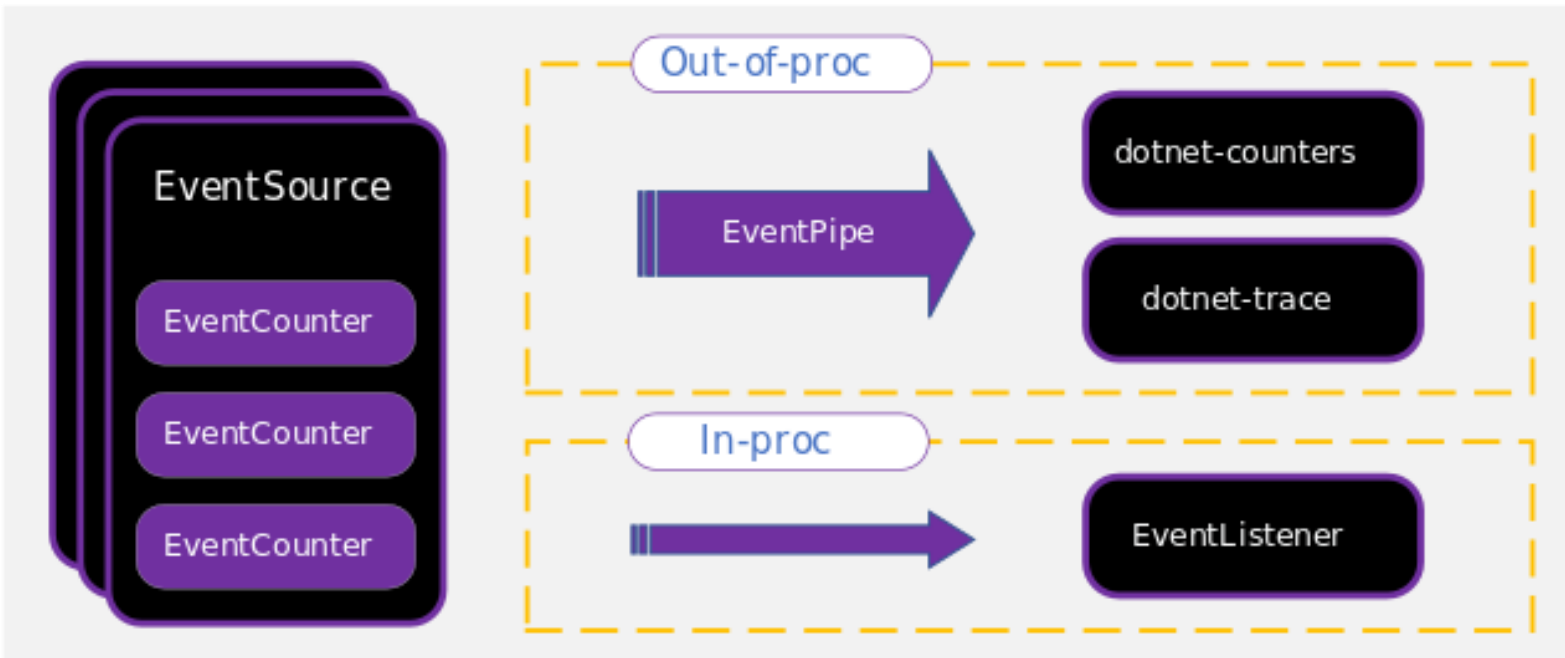 EventSource
EventCounter
EventCounter
EventCounter
Out-of-proc
EventPipe
dotnet-counters
dotnet-trace
In-proc
EventListener